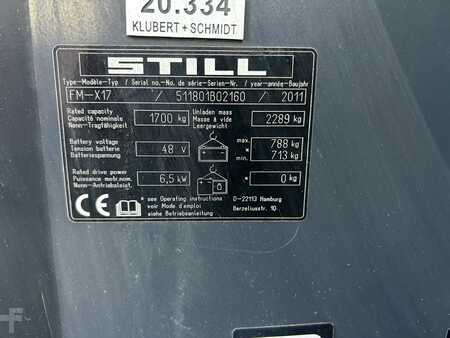 20.334
KLUBERT+SCHMIDT
STILL
Type-Modèle-Typ / Serial no.-No. de série-Serien-Nr. / year-année-Baujahr
FM-X17 / 511801B02160 / 2011
Rated capacity
Capacité nominale
Nenn-Tragfähigkeit
1700 kg
Unladen mass
Masse à vide
Leergewicht
2289 kg
Battery voltage
Tension batterie
Batteriespannung
48 V
max. 788 kg
min. 713 kg
Rated drive power
Puissance motr.nom.
Nenn-Antriebsleist.
6,5 kW
* 0 kg
CE
* see Operating instructions
voir Mode d'emploi
siehe Betriebsanleitung
D-22113 Hamburg
Berzeliusstr. 10
F